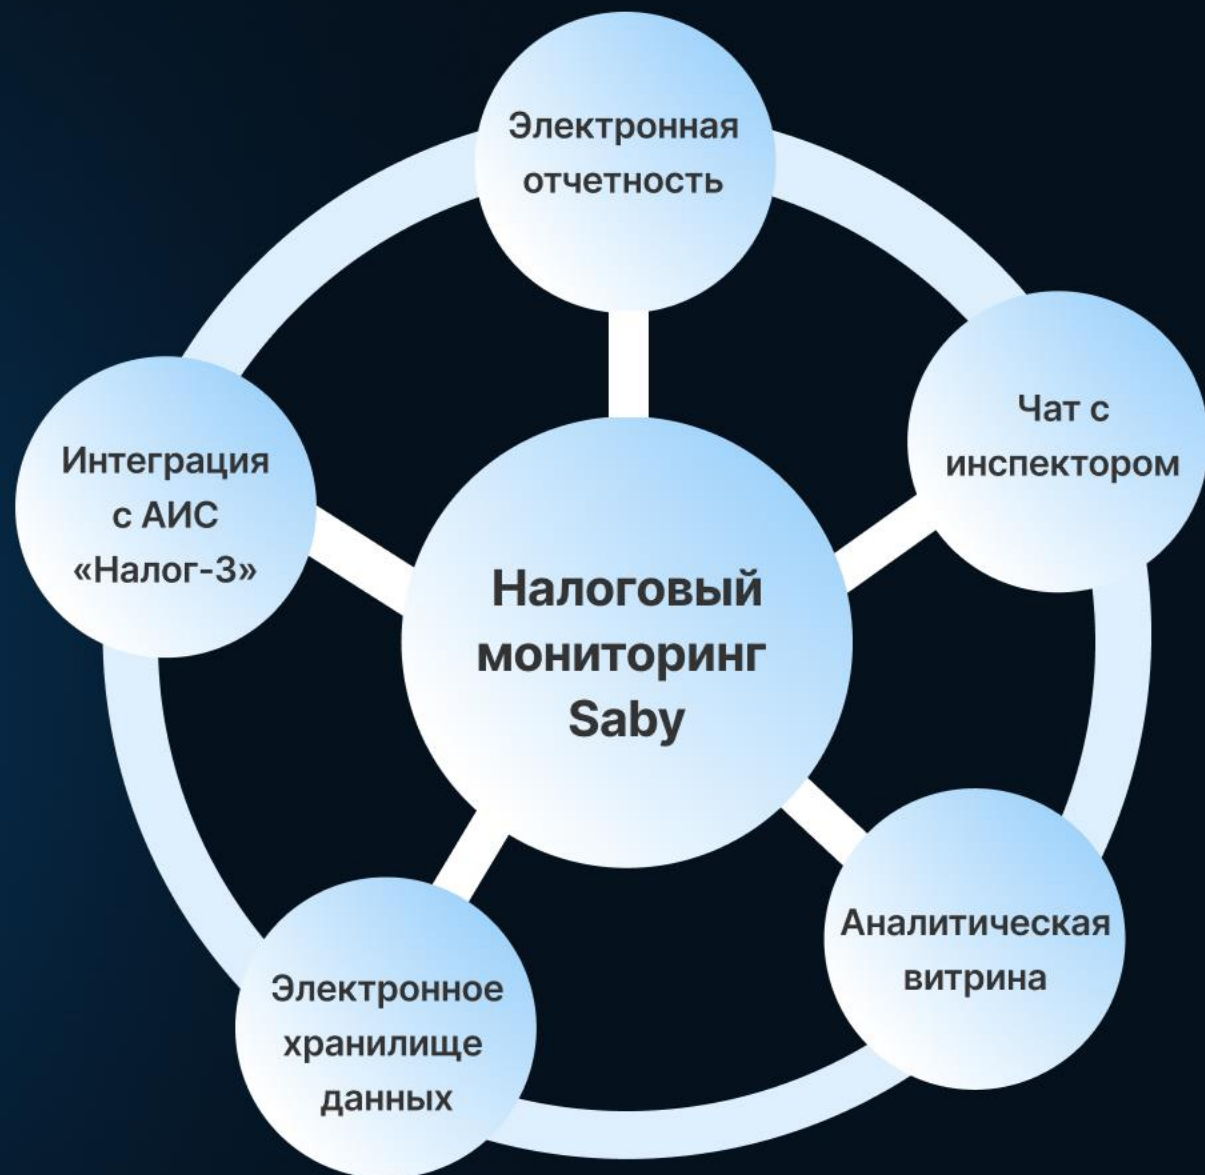 Электронная
отчетность
Чат с
инспектором
Интеграция
с АИС
«Налог-3»
Налоговый
мониторинг
Saby
Аналитическая
витрина
Электронное
хранилище
данных